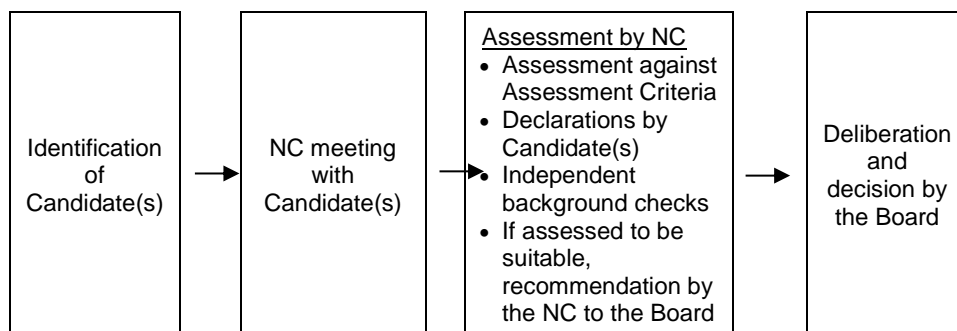 Identification
of
Candidate(s)
NC meeting
with
Candidate(s)
Assessment by NC
• Assessment against
Assessment Criteria
• Declarations by
Candidate(s)
• Independent
background checks
• If assessed to be
suitable,
recommendation by
the NC to the Board
Deliberation
and
decision by
the Board